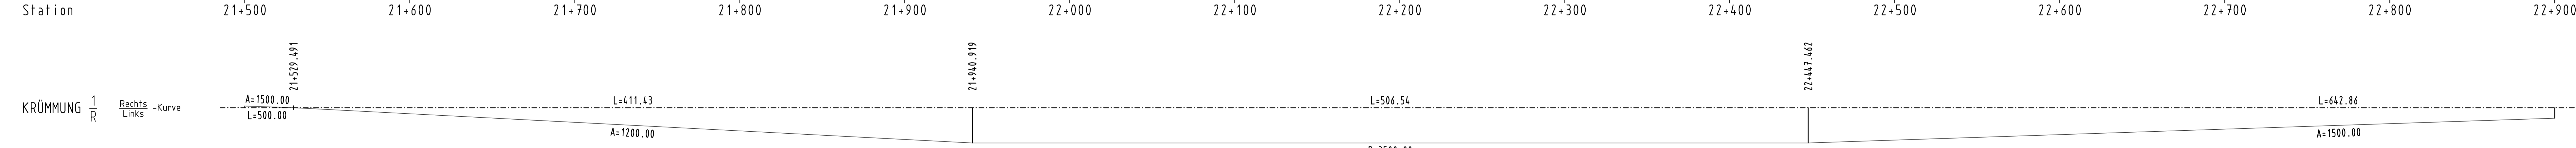 Station 21+500 21+600 21+700 21+800 21+900 22+000 22+100 22+200 22+300 22+400 22+500 22+600 22+700 22+800 22+900
21+529.491 21+940.919 22+447.462
A=1500.00 L=411.43 L=506.54 L=642.86
KRÜMMUNG 1/R Rechts/Links -Kurve
L=500.00
A=1200.00 A=1500.00